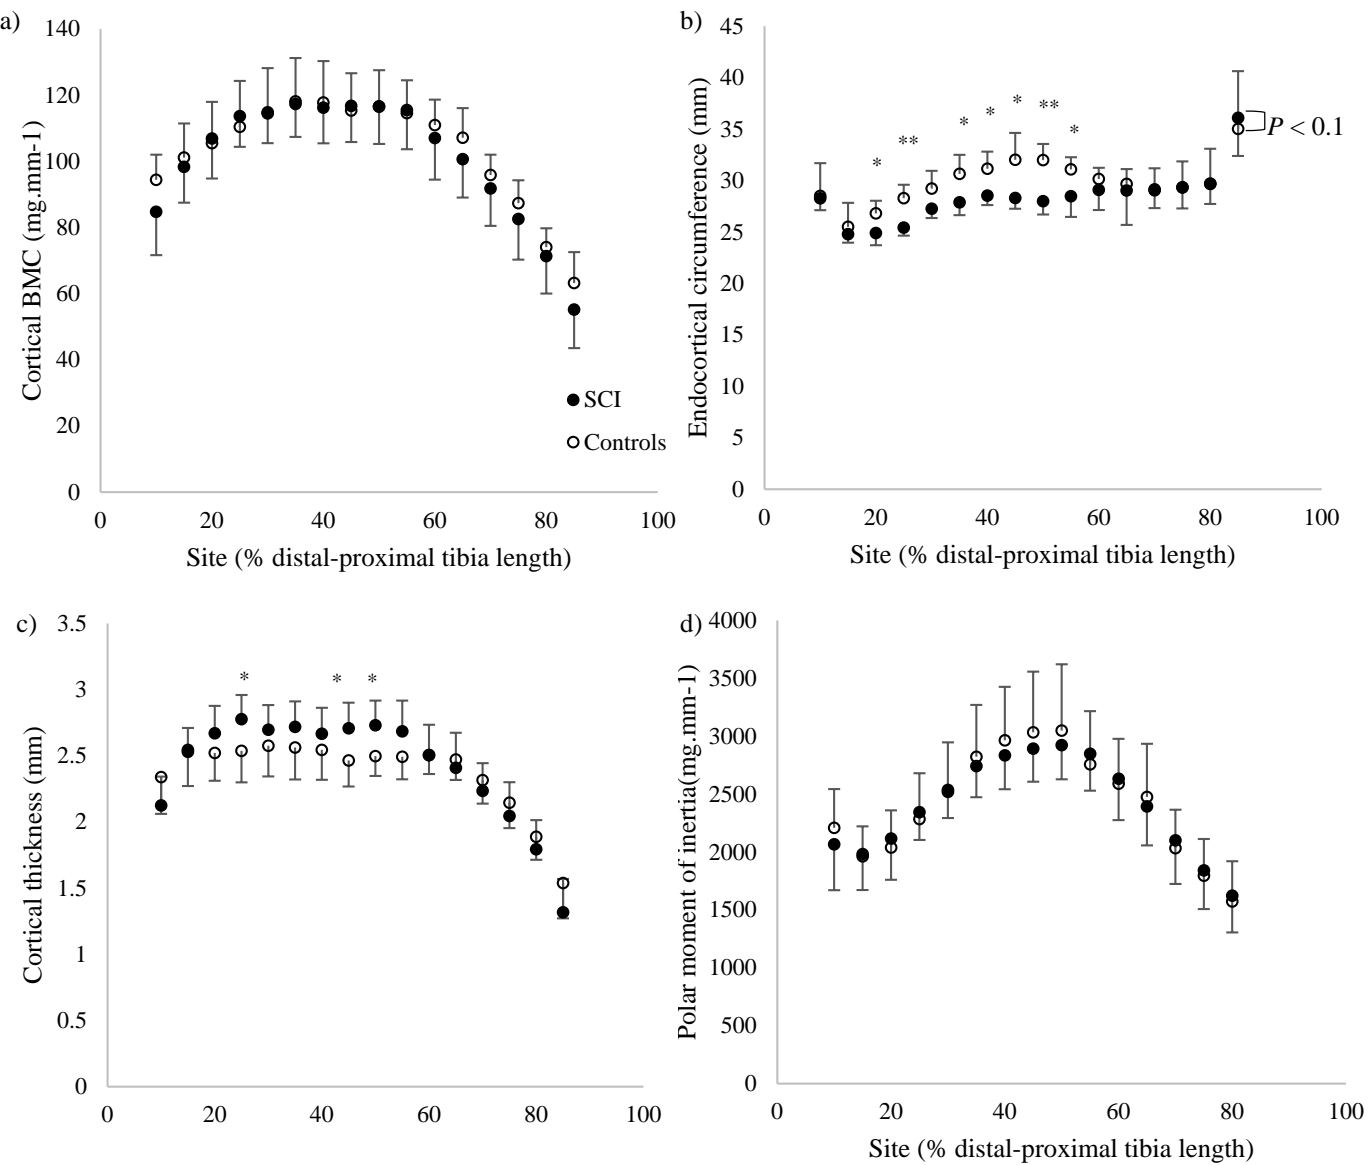 a)
140
120
100
80
60
40
20
0
Cortical BMC (mg.mm-1)
SCI
Controls
0 20 40 60 80 100
Site (% distal-proximal tibia length)
b)
45
40
35
30
25
20
15
10
5
0
Endocortical circumference (mm)
* ** * * * ** *
P < 0.1
0 20 40 60 80 100
Site (% distal-proximal tibia length)
c)
3.5
3
2.5
2
1.5
1
0.5
0
Cortical thickness (mm)
* * *
0 20 40 60 80 100
d)
4000
3500
3000
2500
2000
1500
1000
500
0
Polar moment of inertia(mg.mm-1)
0 20 40 60 80 100
Site (% distal-proximal tibia length)